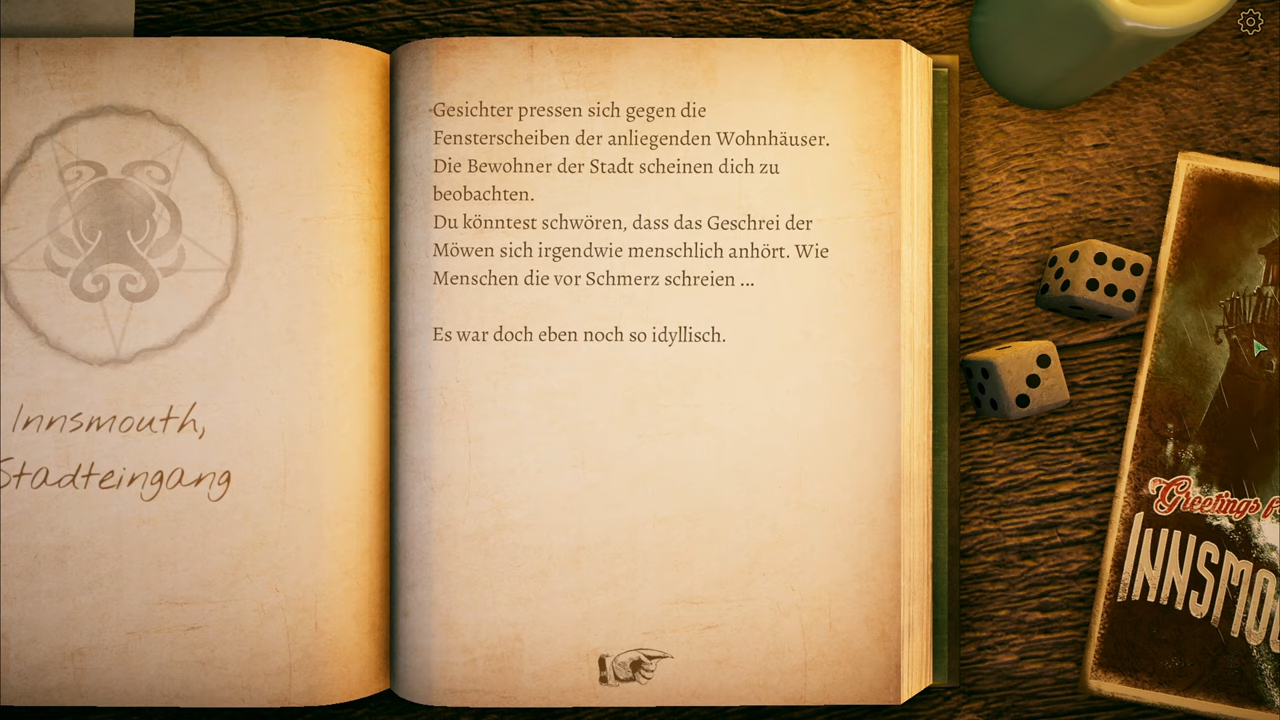 Innsmouth,
Stadteingang
Gesichter pressen sich gegen die
Fensterscheiben der anliegenden Wohnhäuser.
Die Bewohner der Stadt scheinen dich zu
beobachten.
Du könntest schwören, dass das Geschrei der
Möwen sich irgendwie menschlich anhört. Wie
Menschen die vor Schmerz schreien ...
Es war doch eben noch so idyllisch.
Greetings f
INNSMO